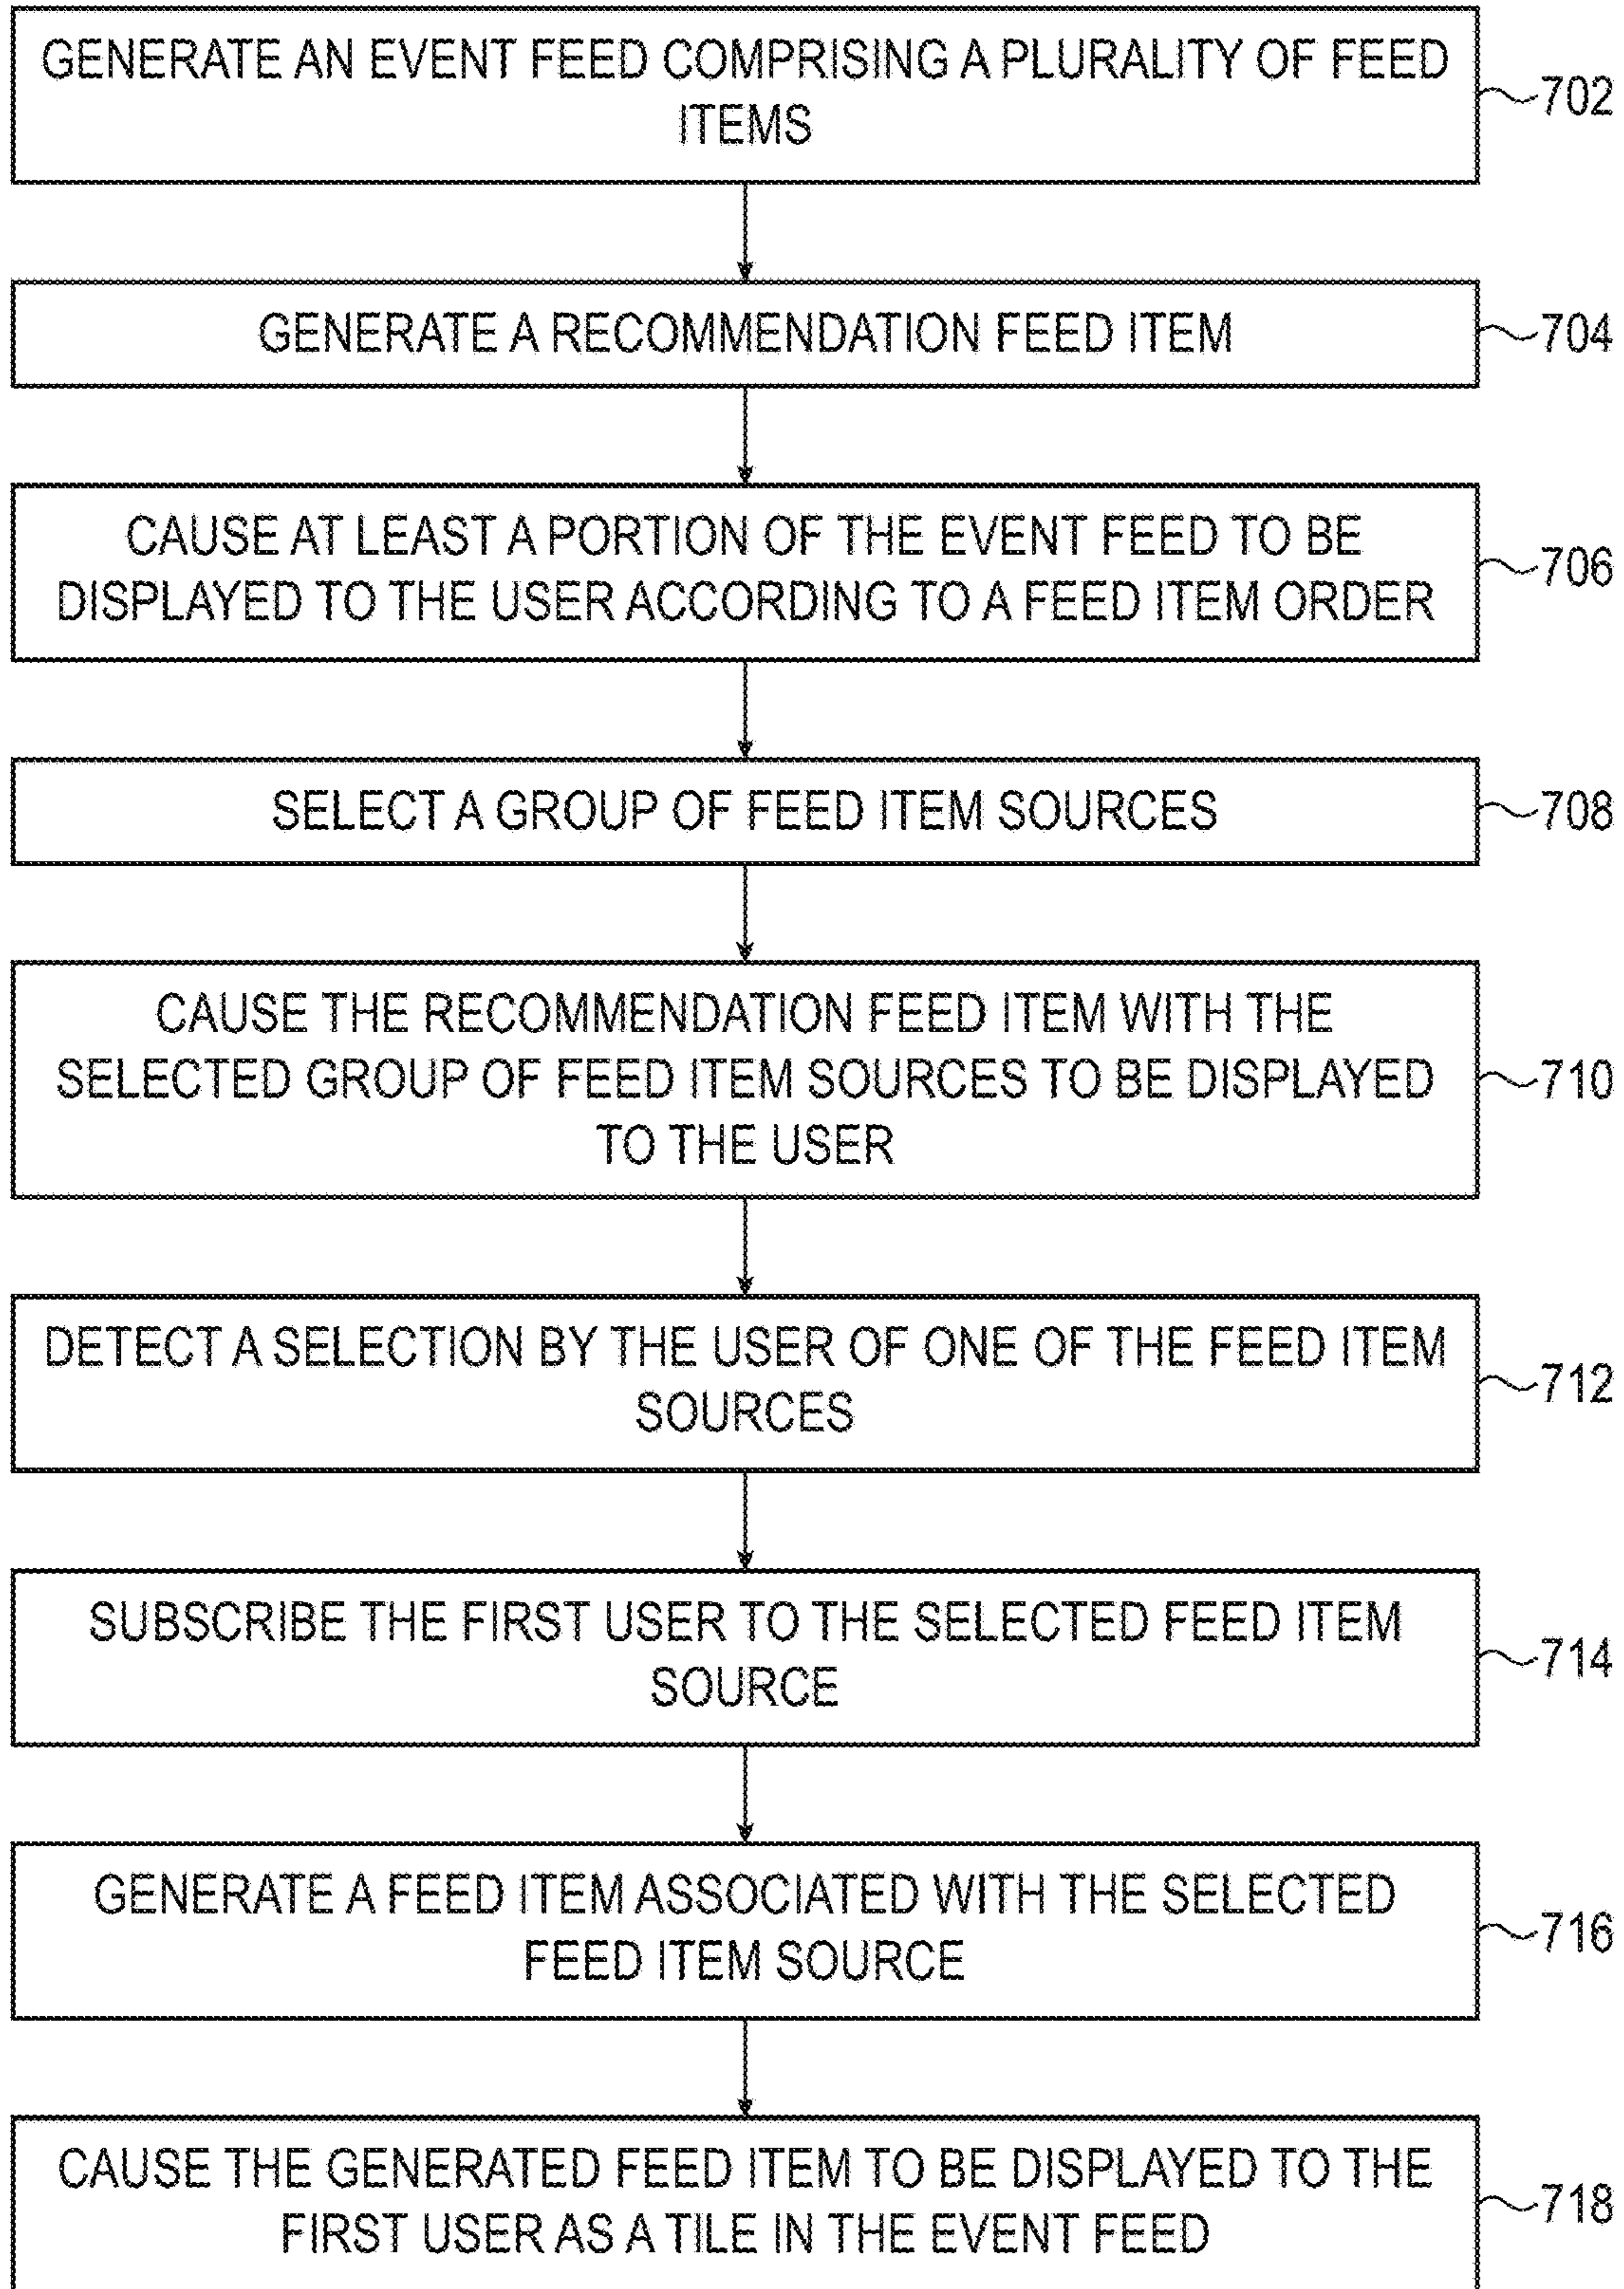 GENERATE AN EVENT FEED COMPRISING A PLURALITY OF FEED
ITEMS
702
GENERATE A RECOMMENDATION FEED ITEM
704
CAUSE AT LEAST A PORTION OF THE EVENT FEED TO BE
DISPLAYED TO THE USER ACCORDING TO A FEED ITEM ORDER
706
SELECT A GROUP OF FEED ITEM SOURCES
708
CAUSE THE RECOMMENDATION FEED ITEM WITH THE
SELECTED GROUP OF FEED ITEM SOURCES TO BE DISPLAYED
TO THE USER
710
DETECT A SELECTION BY THE USER OF ONE OF THE FEED ITEM
SOURCES
712
SUBSCRIBE THE FIRST USER TO THE SELECTED FEED ITEM
SOURCE
714
GENERATE A FEED ITEM ASSOCIATED WITH THE SELECTED
FEED ITEM SOURCE
716
CAUSE THE GENERATED FEED ITEM TO BE DISPLAYED TO THE
FIRST USER AS A TILE IN THE EVENT FEED
718